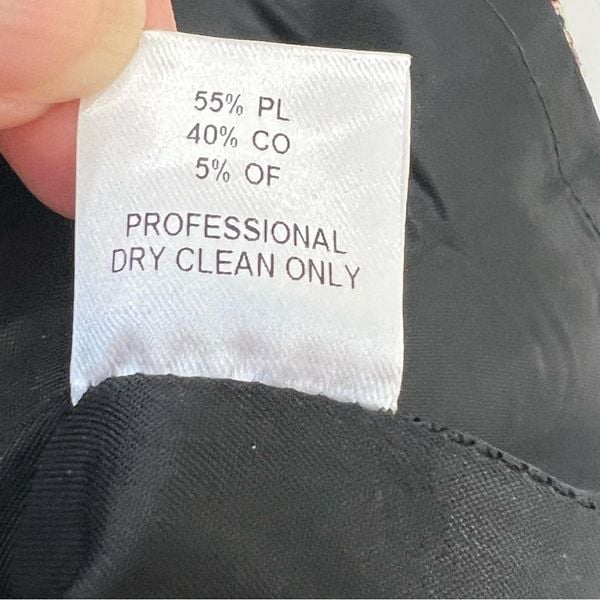 55% PL
40% CO
5% OF
PROFESSIONAL
DRY CLEAN ONLY